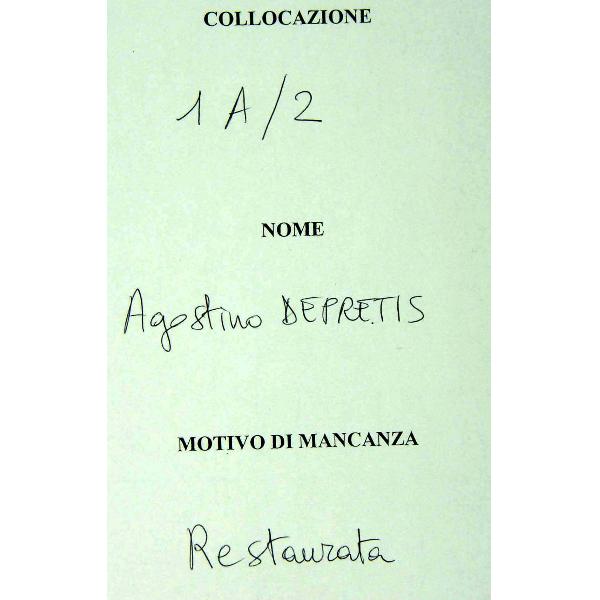 COLLOCAZIONE
1 A/2
NOME
Agostino DEPRETIS
MOTIVO DI MANCANZA
Restaurata